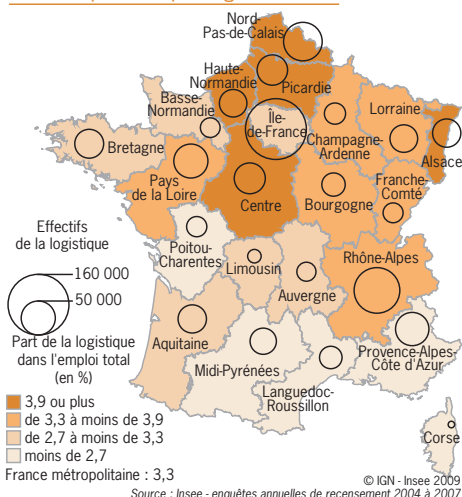 Nord-
Pas-de-Calais
Haute-
Normandie
Picardie
Basse-
Normandie
Île-
de-France
Lorraine
Champagne-
Ardenne
Alsace
Bretagne
Pays
de la Loire
Centre
Bourgogne
Franche-
Comté
Poitou-
Charentes
Limousin
Auvergne
Rhône-Alpes
Aquitaine
Midi-Pyrénées
Languedoc-
Roussillon
Provence-Alpes-
Côte d'Azur
Corse
Effectifs
de la logistique
160 000
50 000
Part de la logistique
dans l'emploi total
(en %)
3,9 ou plus
de 3,3 à moins de 3,9
de 2,7 à moins de 3,3
moins de 2,7
France métropolitaine : 3,3
© IGN - Insee 2009
Source : Insee - enquêtes annuelles de recensement 2004 à 2007